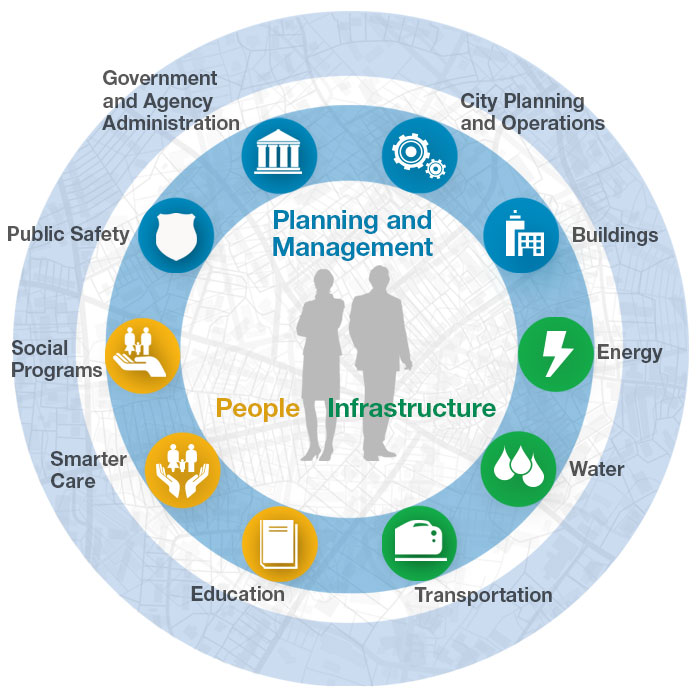 Government
and Agency
Administration
City Planning
and Operations
Public Safety
Planning and
Management
Buildings
Social
Programs
Energy
People
Infrastructure
Smarter
Care
Water
Education
Transportation